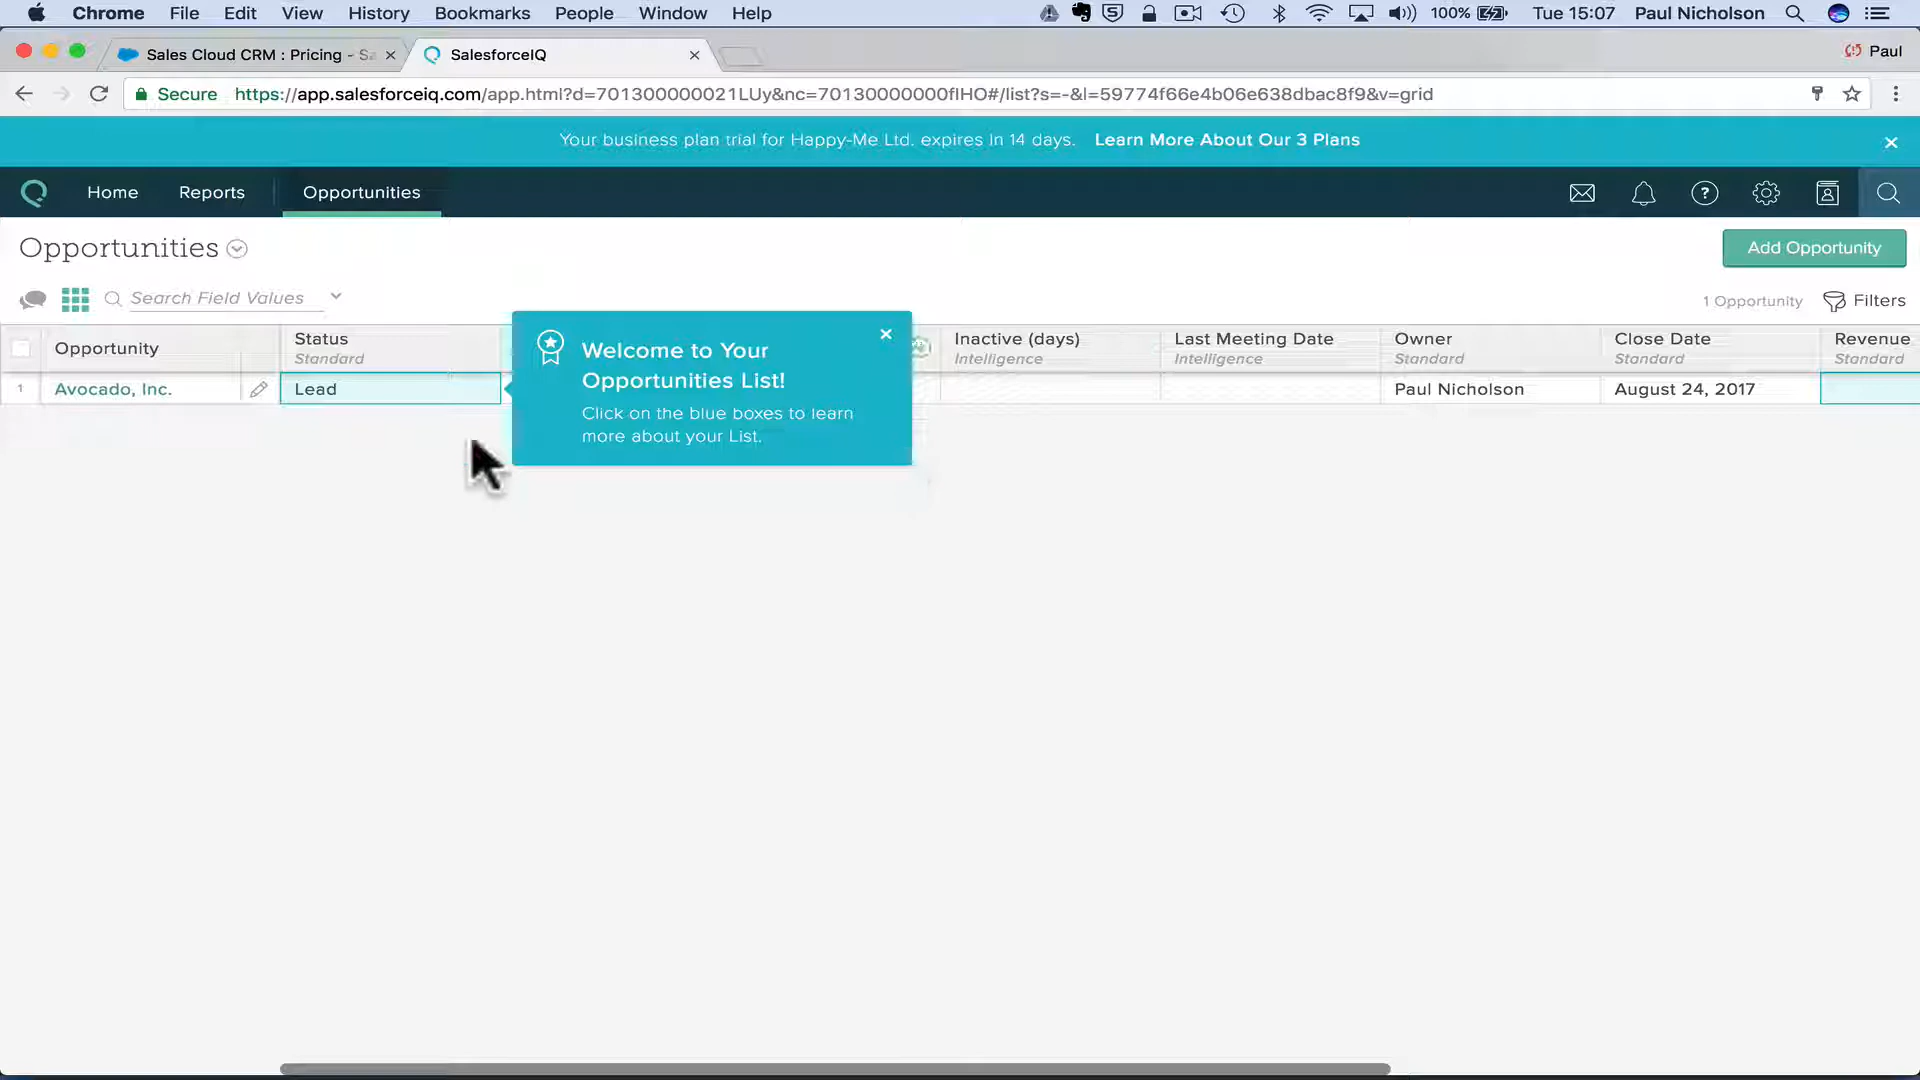 Chrome File Edit View History Bookmarks People Window Help 100% Tue 15:07 Paul Nicholson
Sales Cloud CRM : Pricing - Sa SalesforceIQ Paul
Secure https://app.salesforceiq.com/app.html?d=701300000021LUy&nc=70130000000fIHO#/list?s=-&l=59774f66e4b06e638dbac8f9&v=grid
Your business plan trial for Happy-Me Ltd. expires in 14 days. Learn More About Our 3 Plans
Home Reports Opportunities
Opportunities Add Opportunity
Search Field Values 1 Opportunity Filters
Opportunity Status Inactive (days) Last Meeting Date Owner Close Date Revenue
Standard Intelligence Intelligence Standard Standard Standard
1 Avocado, Inc. Lead Paul Nicholson August 24, 2017
Welcome to Your
Opportunities List!
Click on the blue boxes to learn
more about your List.